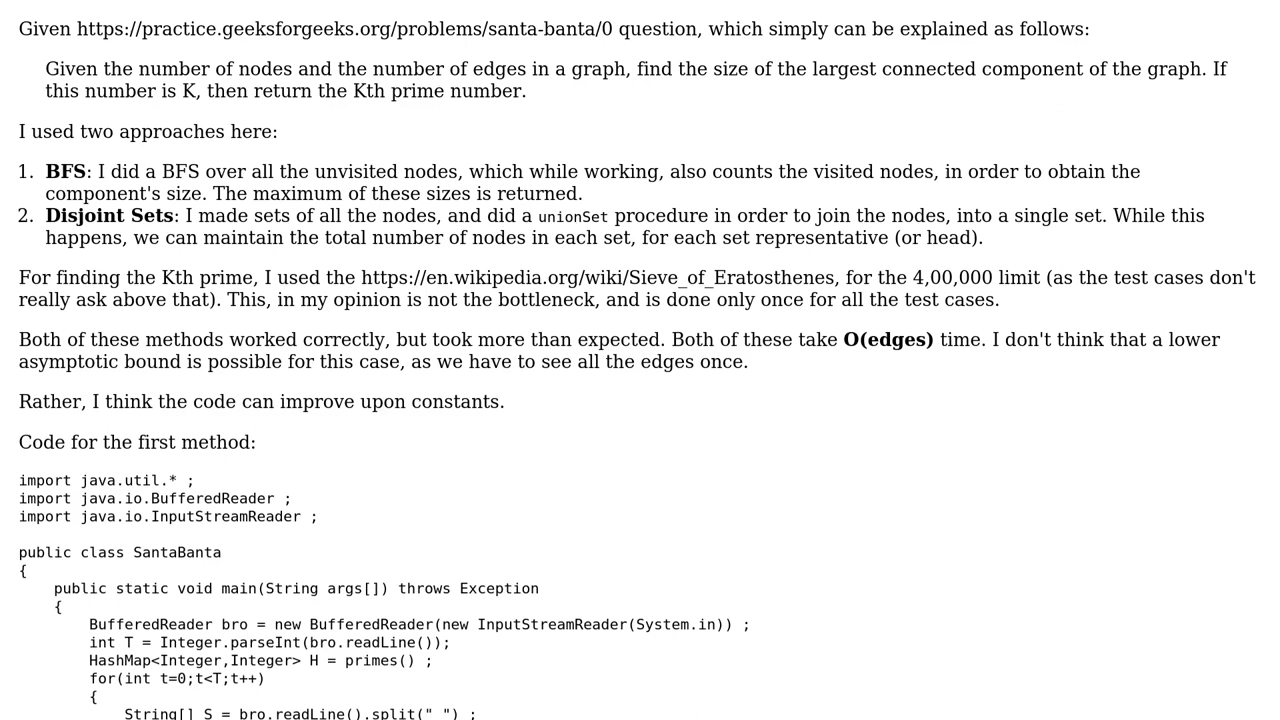 Given https://practice.geeksforgeeks.org/problems/santa-banta/0 question, which simply can be explained as follows:
Given the number of nodes and the number of edges in a graph, find the size of the largest connected component of the graph. If
this number is K, then return the Kth prime number.
I used two approaches here:
1. BFS: I did a BFS over all the unvisited nodes, which while working, also counts the visited nodes, in order to obtain the
component's size. The maximum of these sizes is returned.
2. Disjoint Sets: I made sets of all the nodes, and did a unionSet procedure in order to join the nodes, into a single set. While this
happens, we can maintain the total number of nodes in each set, for each set representative (or head).
For finding the Kth prime, I used the https://en.wikipedia.org/wiki/Sieve_of_Eratosthenes, for the 4,00,000 limit (as the test cases don't
really ask above that). This, in my opinion is not the bottleneck, and is done only once for all the test cases.
Both of these methods worked correctly, but took more than expected. Both of these take O(edges) time. I don't think that a lower
asymptotic bound is possible for this case, as we have to see all the edges once.
Rather, I think the code can improve upon constants.
Code for the first method:
import java.util.* ;
import java.io.BufferedReader ;
import java.io.InputStreamReader ;
public class SantaBanta
{
    public static void main(String args[]) throws Exception
    {
        BufferedReader bro = new BufferedReader(new InputStreamReader(System.in)) ;
        int T = Integer.parseInt(bro.readLine());
        HashMap<Integer,Integer> H = primes() ;
        for(int t=0;t<T;t++)
        {
            String[] S = bro.readLine().split(" ") ;